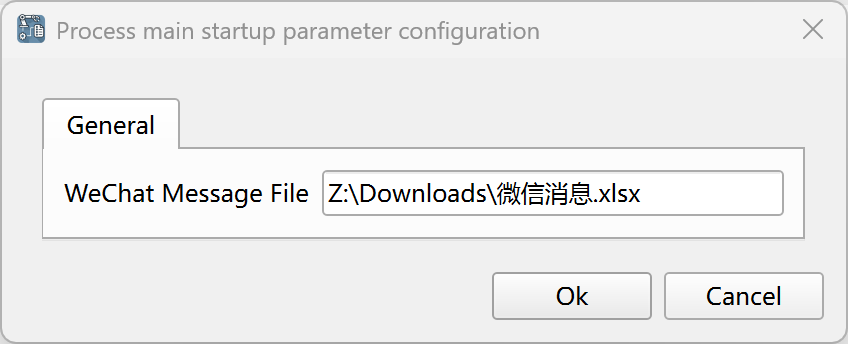 Process main startup parameter configuration
General
WeChat Message File Z:\Downloads\微信消息.xlsx
Ok Cancel